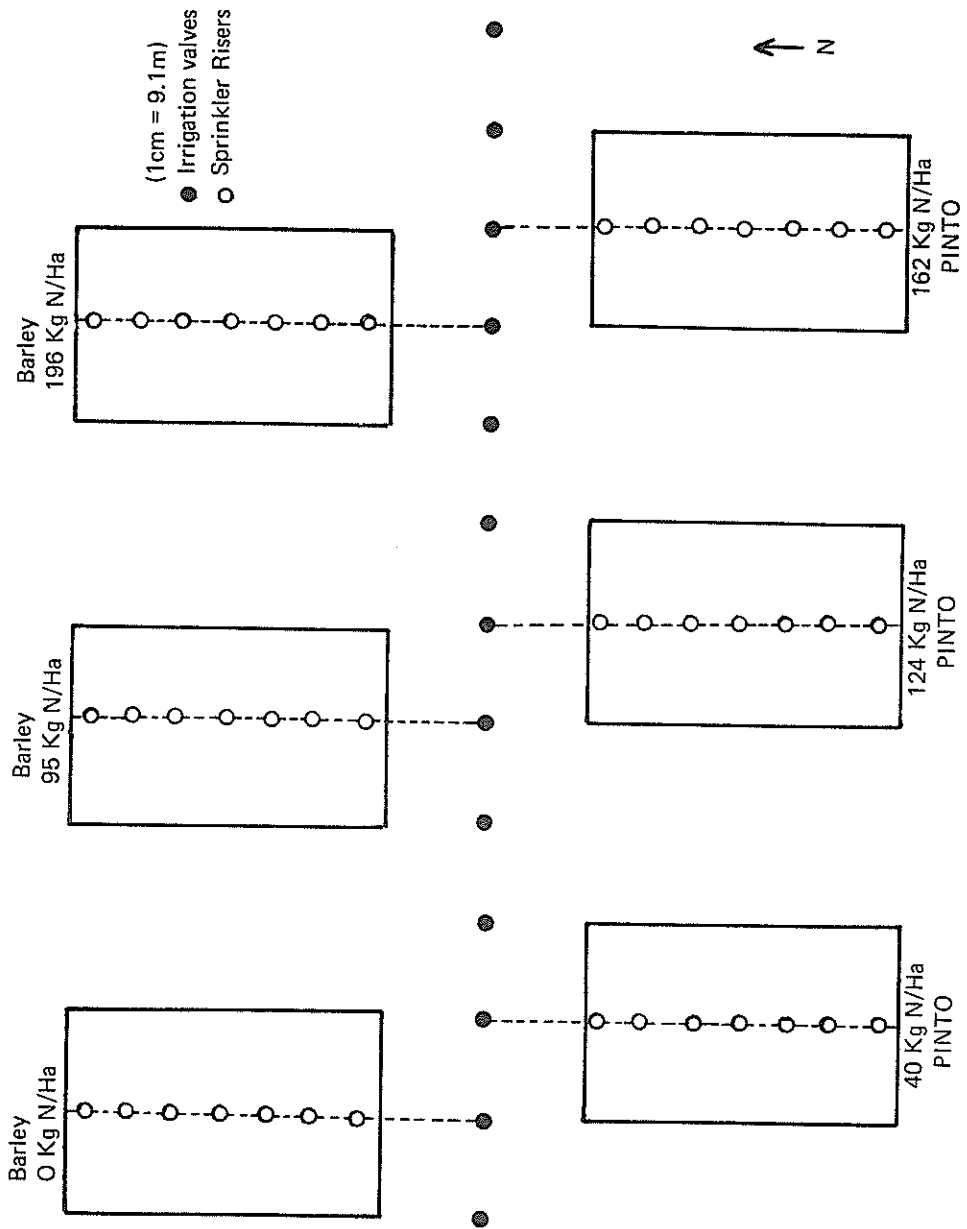 Barley
0 Kg N/Ha
Barley
95 Kg N/Ha
Barley
196 Kg N/Ha
(1cm = 9.1m)
Irrigation valves
Sprinkler Risers
40 Kg N/Ha
PINTO
124 Kg N/Ha
PINTO
162 Kg N/Ha
PINTO
N